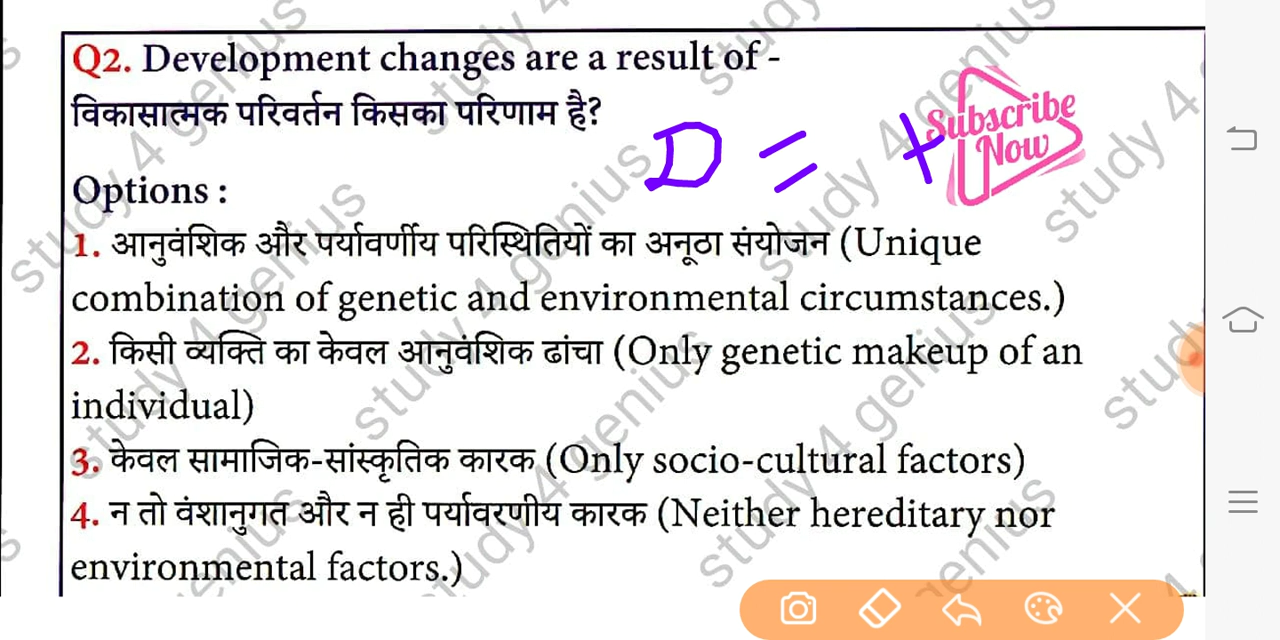 Q2. Development changes are a result of -
विकासात्मक परिवर्तन किसका परिणाम है?
D = +
Subscribe
Now
Options :
1. आनुवंशिक और पर्यावर्णीय परिस्थितियों का अनूठा संयोजन (Unique
combination of genetic and environmental circumstances.)
2. किसी व्यक्ति का केवल आनुवंशिक ढांचा (Only genetic makeup of an
individual)
3. केवल सामाजिक-सांस्कृतिक कारक (Only socio-cultural factors)
4. न तो वंशानुगत और न ही पर्यावरणीय कारक (Neither hereditary nor
environmental factors.)
study 4 genius